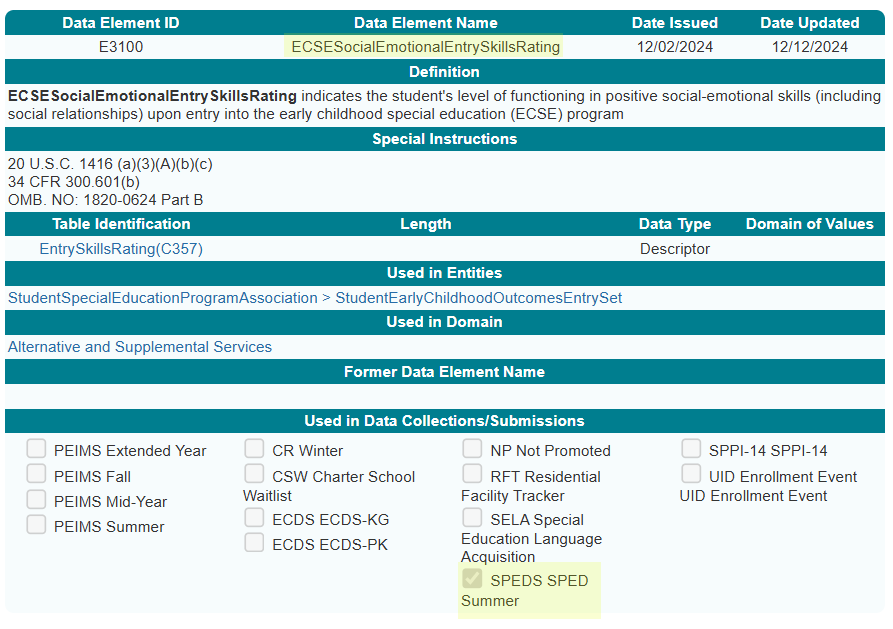 Data Element ID Data Element Name Date Issued Date Updated
E3100 ECSESocialEmotionalEntrySkillsRating 12/02/2024 12/12/2024
Definition
ECSESocialEmotionalEntrySkillsRating indicates the student's level of functioning in positive social-emotional skills (including
social relationships) upon entry into the early childhood special education (ECSE) program
Special Instructions
20 U.S.C. 1416 (a)(3)(A)(b)(c)
34 CFR 300.601(b)
OMB. NO: 1820-0624 Part B
Table Identification Length Data Type Domain of Values
EntrySkillsRating(C357) Descriptor
Used in Entities
StudentSpecialEducationProgramAssociation > StudentEarlyChildhoodOutcomesEntrySet
Used in Domain
Alternative and Supplemental Services
Former Data Element Name
Used in Data Collections/Submissions
PEIMS Extended Year
PEIMS Fall
PEIMS Mid-Year
PEIMS Summer
CR Winter
CSW Charter School
Waitlist
ECDS ECDS-KG
ECDS ECDS-PK
NP Not Promoted
RFT Residential
Facility Tracker
SELA Special
Education Language
Acquisition
SPEDS SPED
Summer
SPPI-14 SPPI-14
UID Enrollment Event
UID Enrollment Event